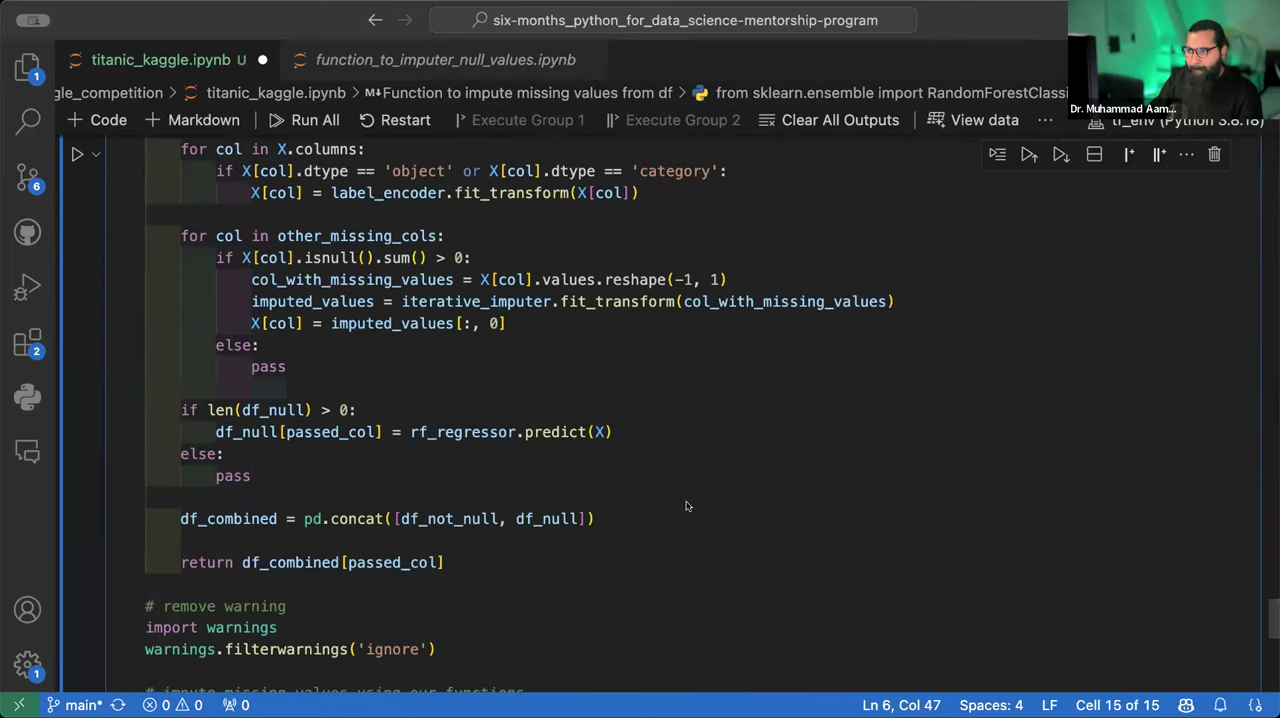 six-months_python_for_data_science-mentorship-program
titanic_kaggle.ipynb U
function_to_imputer_null_values.ipynb
gle_competition > titanic_kaggle.ipynb > Function to impute missing values from df > from sklearn.ensemble import RandomForestClassi
Dr. Muhammad Aam...
+ Code + Markdown Run All Restart Execute Group 1 Execute Group 2 Clear All Outputs View data ... tf_env (Python 3.8.18)
for col in X.columns:
if X[col].dtype == 'object' or X[col].dtype == 'category':
X[col] = label_encoder.fit_transform(X[col])
for col in other_missing_cols:
if X[col].isnull().sum() > 0:
col_with_missing_values = X[col].values.reshape(-1, 1)
imputed_values = iterative_imputer.fit_transform(col_with_missing_values)
X[col] = imputed_values[:, 0]
else:
pass
if len(df_null) > 0:
df_null[passed_col] = rf_regressor.predict(X)
else:
pass
df_combined = pd.concat([df_not_null, df_null])
return df_combined[passed_col]
# remove warning
import warnings
warnings.filterwarnings('ignore')
# impute missing values using our functions
1
6
2
1
main* 0 0 0 Ln 6, Col 47 Spaces: 4 LF Cell 15 of 15